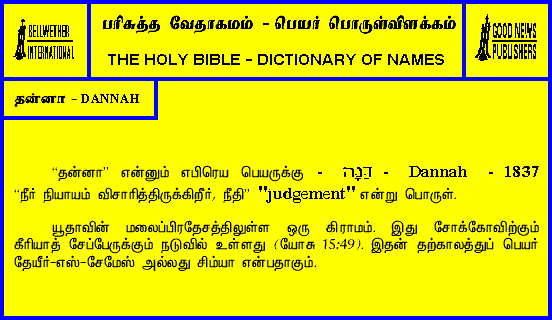 BELLWETHER
INTERNATIONAL
பரிசுத்த வேதாகமம் - பெயர் பொருள்விளக்கம்
THE HOLY BIBLE - DICTIONARY OF NAMES
GOOD NEWS
PUBLISHERS
தன்னா - DANNAH
“தன்னா” என்னும் எபிரெய பெயருக்கு - דַּנָּה - Dannah - 1837
“நீர் நியாயம் விசாரித்திருக்கிறீர், நீதி” "judgement" என்று பொருள்.
யூதாவின் மலைப்பிரதேசத்திலுள்ள ஒரு கிராமம். இது சோக்கோவிற்கும்
கீரியாத் சேப்பேருக்கும் நடுவில் உள்ளது (யோசு 15:49). இதன் தற்காலத்துப் பெயர்
தேயீர்-எஸ்-சேமேஸ் அல்லது சிம்யா என்பதாகும்.